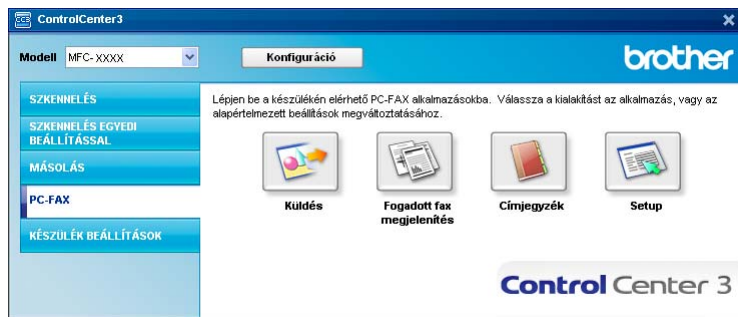 CC3 ControlCenter3
Modell MFC-XXXX Konfiguráció brother
SZKENNELÉS
SZKENNELÉS EGYEDI
BEÁLLÍTÁSSAL
MÁSOLÁS
PC-FAX
KÉSZÜLÉK BEÁLLÍTÁSOK
Lépjen be a készülékén elérhető PC-FAX alkalmazásokba. Válassza a kialakítást az alkalmazás, vagy az
alapértelmezett beállítások megváltoztatásához.
Küldés
Fogadott fax
megjelenítés
Címjegyzék
Setup
Control Center 3